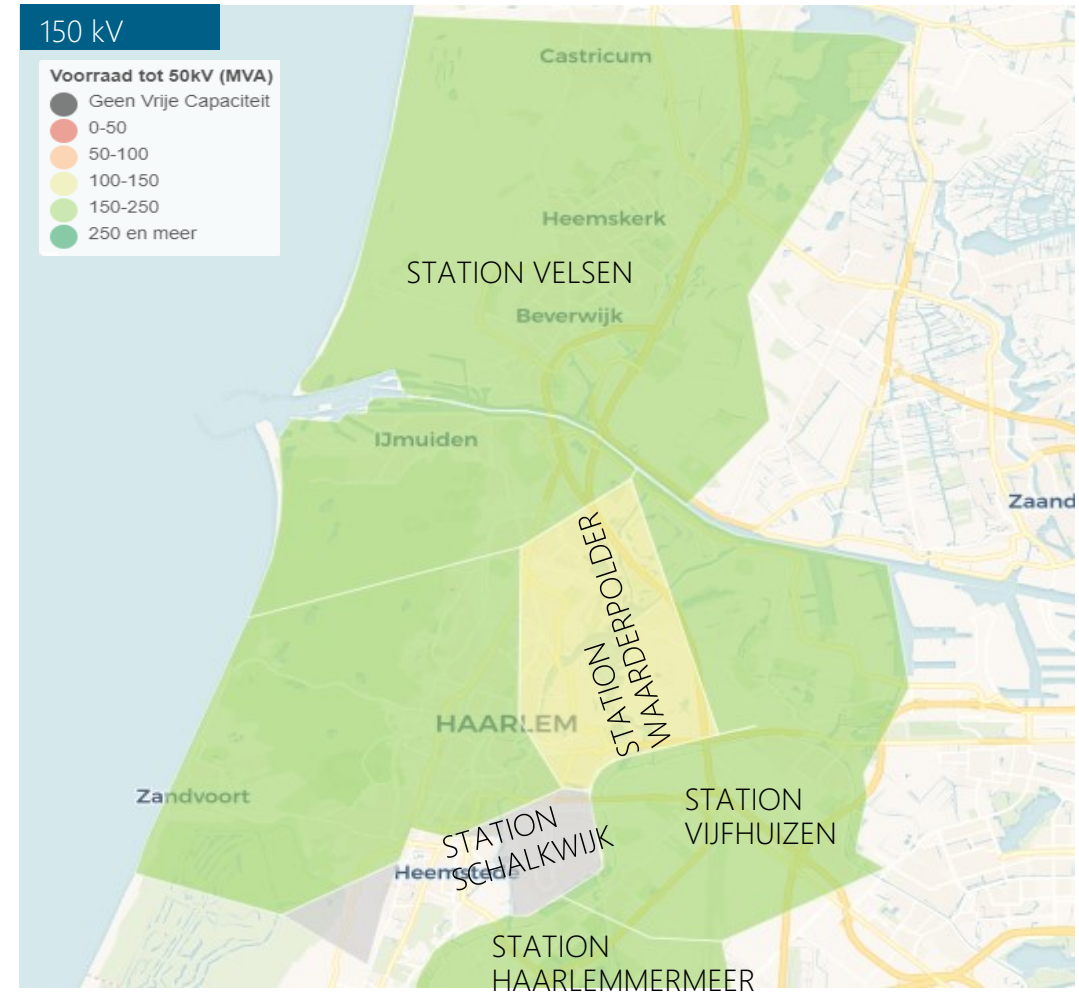 150 kV
Voorraad tot 50kV (MVA)
Geen Vrije Capaciteit
0-50
50-100
100-150
150-250
250 en meer
Castricum
Heemskerk
STATION VELSEN
Beverwijk
IJmuiden
Zaand
STATION
WAARDERPOLDER
HAARLEM
Zandvoort
STATION
VIJFHUIZEN
STATION
SCHALKWIJK
Heemstede
STATION
HAARLEMMERMEER